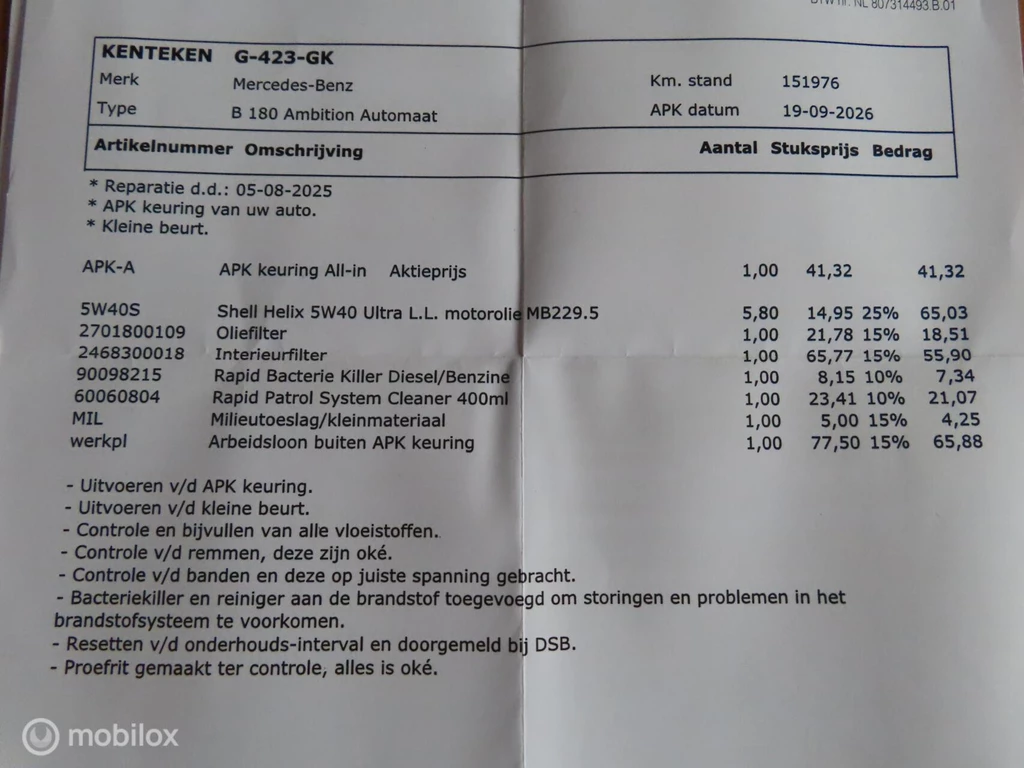 BTW nr. NL 807314493.B.01
KENTEKEN G-423-GK
Merk Mercedes-Benz Km. stand 151976
Type B 180 Ambition Automaat APK datum 19-09-2026
Artikelnummer Omschrijving Aantal Stuksprijs Bedrag
* Reparatie d.d.: 05-08-2025
* APK keuring van uw auto.
* Kleine beurt.
APK-A APK keuring All-in Aktieprijs 1,00 41,32 41,32
5W40S Shell Helix 5W40 Ultra L.L. motorolie MB229.5 5,80 14,95 25% 65,03
2701800109 Oliefilter 1,00 21,78 15% 18,51
2468300018 Interieurfilter 1,00 65,77 15% 55,90
90098215 Rapid Bacterie Killer Diesel/Benzine 1,00 8,15 10% 7,34
60060804 Rapid Patrol System Cleaner 400ml 1,00 23,41 10% 21,07
MIL Milieutoeslag/kleinmateriaal 1,00 5,00 15% 4,25
werkpl Arbeidsloon buiten APK keuring 1,00 77,50 15% 65,88
- Uitvoeren v/d APK keuring.
- Uitvoeren v/d kleine beurt.
- Controle en bijvullen van alle vloeistoffen.
- Controle v/d remmen, deze zijn oké.
- Controle v/d banden en deze op juiste spanning gebracht.
- Bacteriekiller en reiniger aan de brandstof toegevoegd om storingen en problemen in het
brandstofsysteem te voorkomen.
- Resetten v/d onderhouds-interval en doorgemeld bij DSB.
- Proefrit gemaakt ter controle, alles is oké.
mobilox